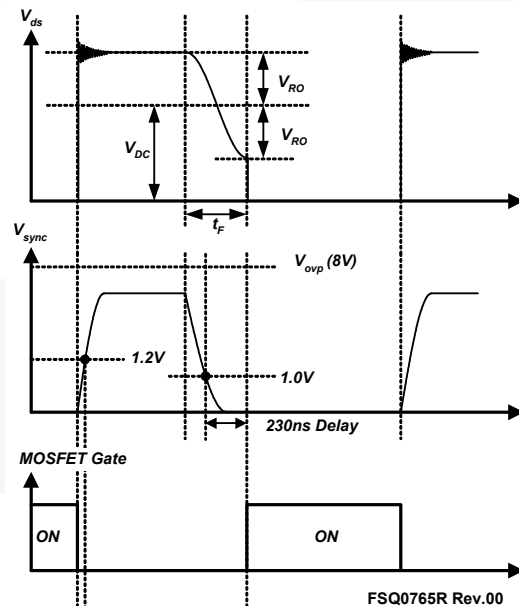 Vds
VRO
VRO
VDC
tF
Vsync
Vovp (8V)
1.2V
1.0V
230ns Delay
MOSFET Gate
ON
ON
FSQ0765R Rev.00